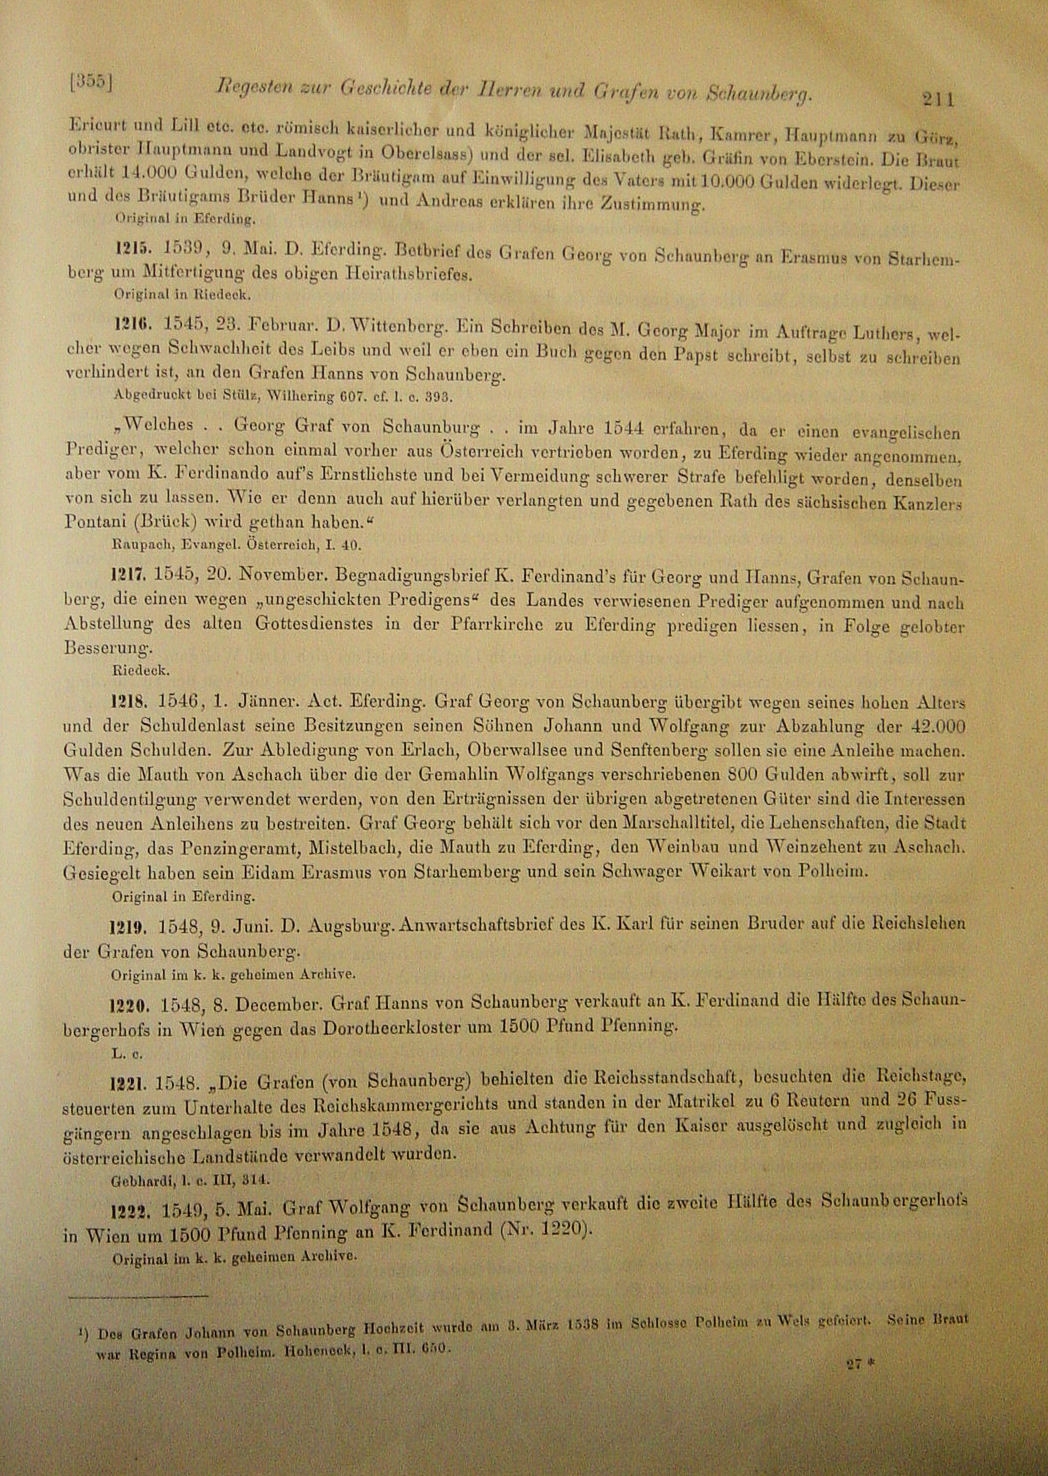 [355] Regesten zur Geschichte der Herren und Grafen von Schaunberg. 211
Ericurt und Lill etc. etc. römisch kaiserlicher und königlicher Majestät Rath, Kamrer, Hauptmann zu Görz,
obrister Hauptmann und Landvogt in Oberelsass) und der sel. Elisabeth geb. Gräfin von Eberstein. Die Braut
erhält 14.000 Gulden, welche der Bräutigam auf Einwilligung des Vaters mit 10.000 Gulden widerlegt. Dieser
und des Bräutigams Brüder Hanns ¹) und Andreas erklären ihre Zustimmung.
Original in Eferding.
1215. 1539, 9. Mai. D. Eferding. Betbrief des Grafen Georg von Schaunberg an Erasmus von Starhem-
berg um Mitfertigung des obigen Heirathsbriefes.
Original in Riedeck.
1216. 1545, 23. Februar. D. Wittenberg. Ein Schreiben des M. Georg Major im Auftrage Luthers, wel-
cher wegen Schwachheit des Leibs und weil er eben ein Buch gegen den Papst schreibt, selbst zu schreiben
verhindert ist, an den Grafen Hanns von Schaunberg.
Abgedruckt bei Stülz, Wilhering 607. cf. l. c. 393.
„Welches . . Georg Graf von Schaunburg . . im Jahre 1544 erfahren, da er einen evangelischen
Prediger, welcher schon einmal vorher aus Österreich vertrieben worden, zu Eferding wieder angenommen,
aber vom K. Ferdinando auf's Ernstlichste und bei Vermeidung schwerer Strafe befehligt worden, denselben
von sich zu lassen. Wie er denn auch auf hierüber verlangten und gegebenen Rath des sächsischen Kanzlers
Pontani (Brück) wird gethan haben.“
Raupach, Evangel. Österreich, I. 40.
1217. 1545, 20. November. Begnadigungsbrief K. Ferdinand's für Georg und Hanns, Grafen von Schaun-
berg, die einen wegen „ungeschickten Predigens“ des Landes verwiesenen Prediger aufgenommen und nach
Abstellung des alten Gottesdienstes in der Pfarrkirche zu Eferding predigen liessen, in Folge gelobter
Besserung.
Riedeck.
1218. 1546, 1. Jänner. Act. Eferding. Graf Georg von Schaunberg übergibt wegen seines hohen Alters
und der Schuldenlast seine Besitzungen seinen Söhnen Johann und Wolfgang zur Abzahlung der 42.000
Gulden Schulden. Zur Abledigung von Erlach, Oberwallsee und Senftenberg sollen sie eine Anleihe machen.
Was die Mauth von Aschach über die der Gemahlin Wolfgangs verschriebenen 800 Gulden abwirft, soll zur
Schuldentilgung verwendet werden, von den Erträgnissen der übrigen abgetretenen Güter sind die Interessen
des neuen Anleihens zu bestreiten. Graf Georg behält sich vor den Marschalltitel, die Lehenschaften, die Stadt
Eferding, das Penzingeramt, Mistelbach, die Mauth zu Eferding, den Weinbau und Weinzehent zu Aschach.
Gesiegelt haben sein Eidam Erasmus von Starhemberg und sein Schwager Weikart von Polheim.
Original in Eferding.
1219. 1548, 9. Juni. D. Augsburg. Anwartschaftsbrief des K. Karl für seinen Bruder auf die Reichslehen
der Grafen von Schaunberg.
Original im k. k. geheimen Archive.
1220. 1548, 8. December. Graf Hanns von Schaunberg verkauft an K. Ferdinand die Hälfte des Schaun-
bergerhofs in Wien gegen das Dorotheerkloster um 1500 Pfund Pfenning.
L. c.
1221. 1548. „Die Grafen (von Schaunberg) behielten die Reichsstandschaft, besuchten die Reichstage,
steuerten zum Unterhalte des Reichskammergerichts und standen in der Matrikel zu 6 Reutern und 26 Fuss-
gängern angeschlagen bis im Jahre 1548, da sie aus Achtung für den Kaiser ausgelöscht und zugleich in
österreichische Landstände verwandelt wurden.
Gebhardi, l. c. III, 314.
1222. 1549, 5. Mai. Graf Wolfgang von Schaunberg verkauft die zweite Hälfte des Schaunbergerhofs
in Wien um 1500 Pfund Pfenning an K. Ferdinand (Nr. 1220).
Original im k. k. geheimen Archive.
¹) Des Grafen Johann von Schaunberg Hochzeit wurde am 3. März 1538 im Schlosse Polheim zu Wels gefeiert. Seine Braut
war Regina von Polheim. Hoheneck, l. c. III. 650.
27 *